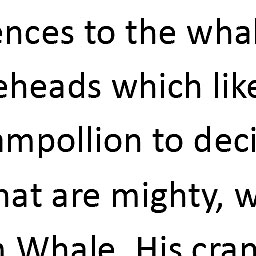 ences to the whal
eheads which like
ampollion to deci
hat are mighty, w
n Whale. His cran